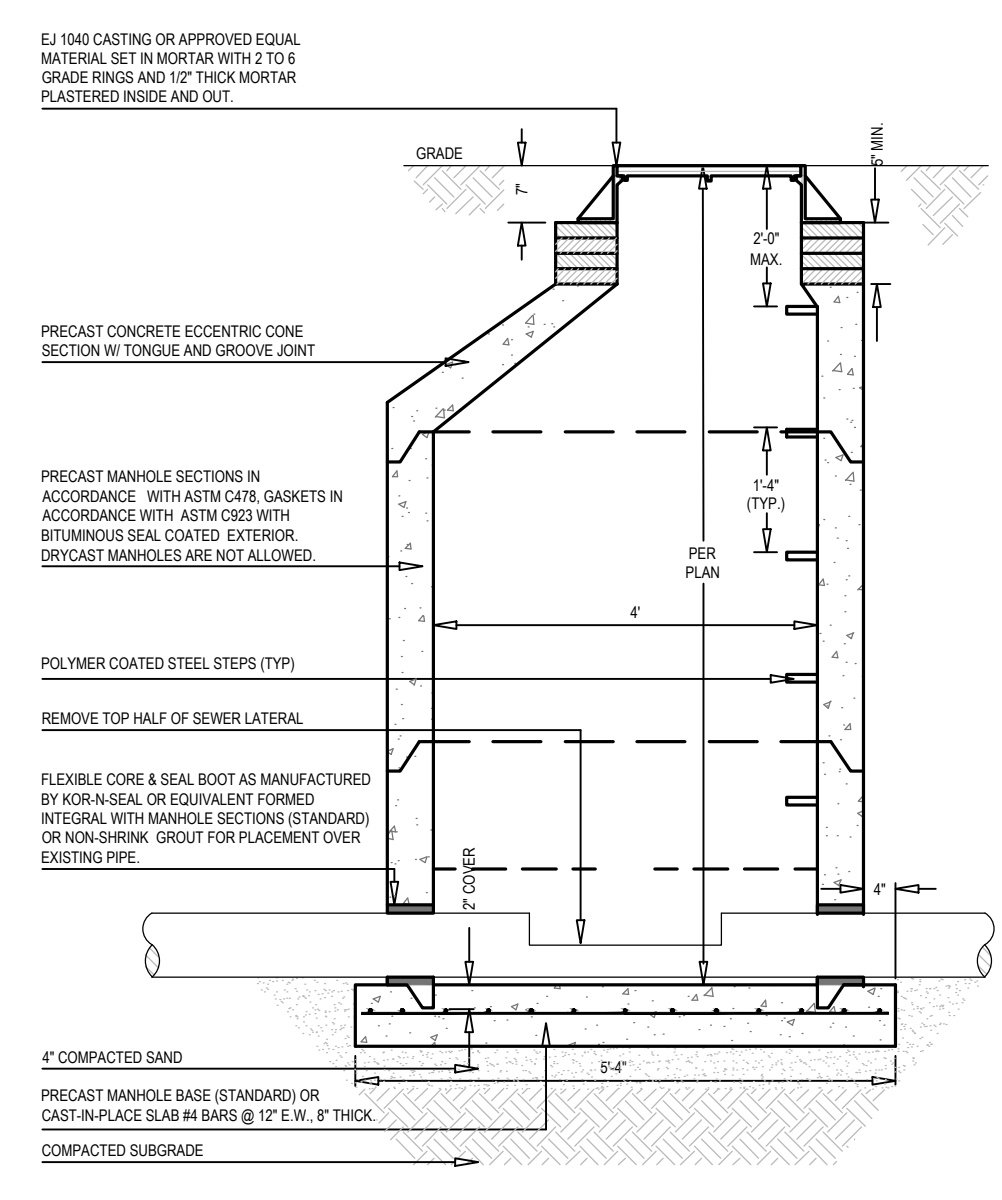 EJ 1040 CASTING OR APPROVED EQUAL
MATERIAL SET IN MORTAR WITH 2 TO 6
GRADE RINGS AND 1/2" THICK MORTAR
PLASTERED INSIDE AND OUT.
GRADE
7"
5" MIN.
2'-0"
MAX.
PRECAST CONCRETE ECCENTRIC CONE
SECTION W/ TONGUE AND GROOVE JOINT
PRECAST MANHOLE SECTIONS IN
ACCORDANCE WITH ASTM C478, GASKETS IN
ACCORDANCE WITH ASTM C923 WITH
BITUMINOUS SEAL COATED EXTERIOR.
DRYCAST MANHOLES ARE NOT ALLOWED.
1'-4"
(TYP.)
PER
PLAN
4'
POLYMER COATED STEEL STEPS (TYP)
REMOVE TOP HALF OF SEWER LATERAL
FLEXIBLE CORE & SEAL BOOT AS MANUFACTURED
BY KOR-N-SEAL OR EQUIVALENT FORMED
INTEGRAL WITH MANHOLE SECTIONS (STANDARD)
OR NON-SHRINK GROUT FOR PLACEMENT OVER
EXISTING PIPE.
2" COVER
4"
4" COMPACTED SAND
5'-4"
PRECAST MANHOLE BASE (STANDARD) OR
CAST-IN-PLACE SLAB #4 BARS @ 12" E.W., 8" THICK.
COMPACTED SUBGRADE